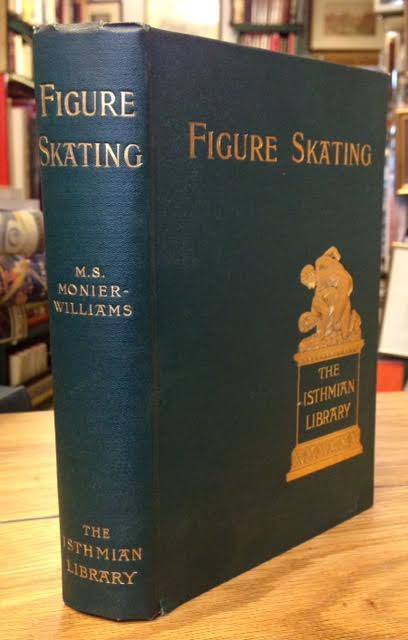 FIGURE
SKATING
M.S.
MONIER-
WILLIAMS
THE
ISTHMIAN
LIBRARY
FIGURE SKATING
THE
ISTHMIAN
LIBRARY